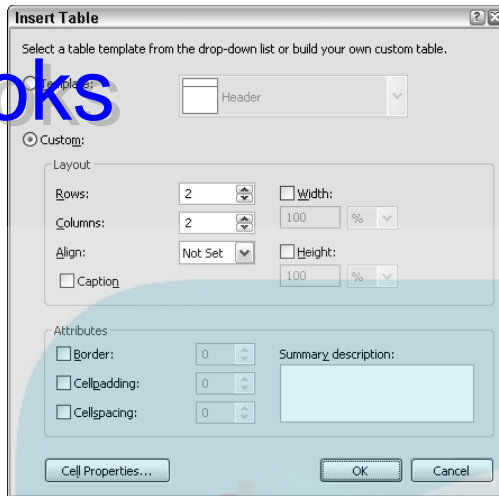 Insert Table
Select a table template from the drop-down list or build your own custom table.
oks
Template:
Header
Custom:
Layout
Rows:
2
Width:
100
%
Columns:
2
Align:
Not Set
Height:
100
%
Caption
Attributes
Border:
0
Summary description:
Cellpadding:
0
Cellspacing:
0
Cell Properties...
OK
Cancel